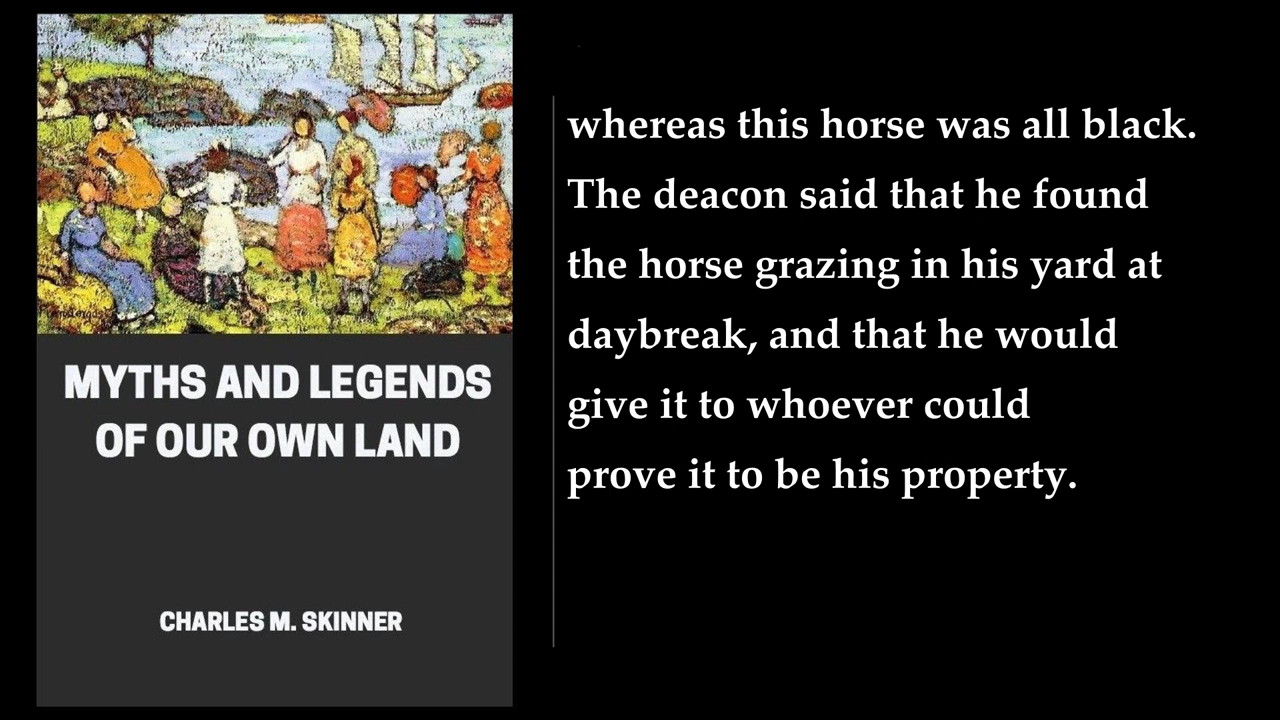 MYTHS AND LEGENDS
OF OUR OWN LAND
CHARLES M. SKINNER
whereas this horse was all black.
The deacon said that he found
the horse grazing in his yard at
daybreak, and that he would
give it to whoever could
prove it to be his property.